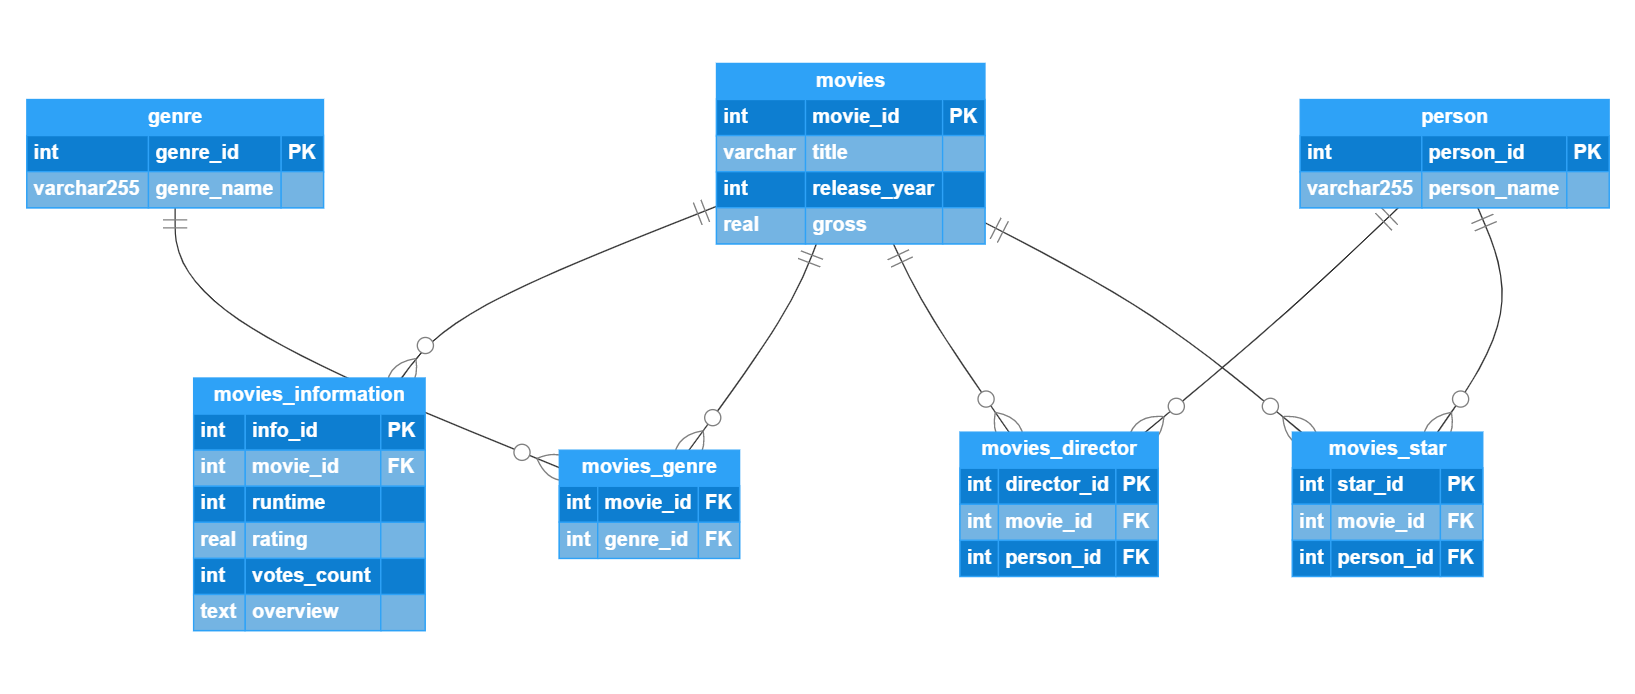 genre
int genre_id PK
varchar255 genre_name
movies
int movie_id PK
varchar title
int release_year
real gross
person
int person_id PK
varchar255 person_name
movies_information
int info_id PK
int movie_id FK
int runtime
real rating
int votes_count
text overview
movies_genre
int movie_id FK
int genre_id FK
movies_director
int director_id PK
int movie_id FK
int person_id FK
movies_star
int star_id PK
int movie_id FK
int person_id FK